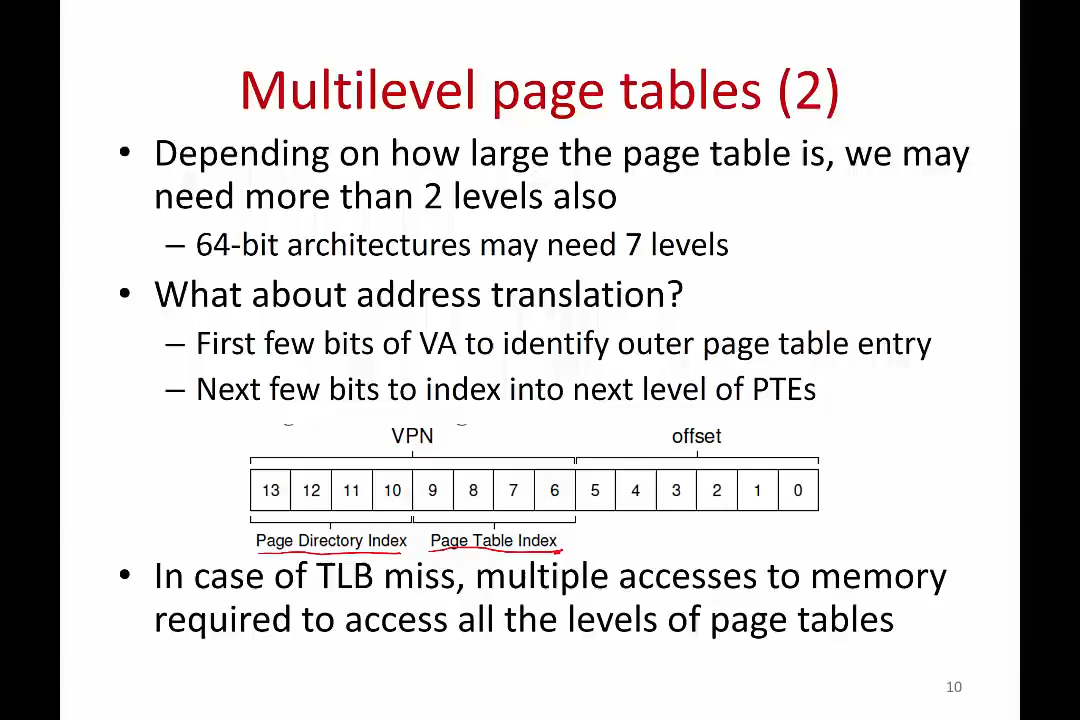 Multilevel page tables (2)
• Depending on how large the page table is, we may
need more than 2 levels also
– 64-bit architectures may need 7 levels
• What about address translation?
– First few bits of VA to identify outer page table entry
– Next few bits to index into next level of PTEs
VPN offset
13 12 11 10 9 8 7 6 5 4 3 2 1 0
Page Directory Index Page Table Index
• In case of TLB miss, multiple accesses to memory
required to access all the levels of page tables
10